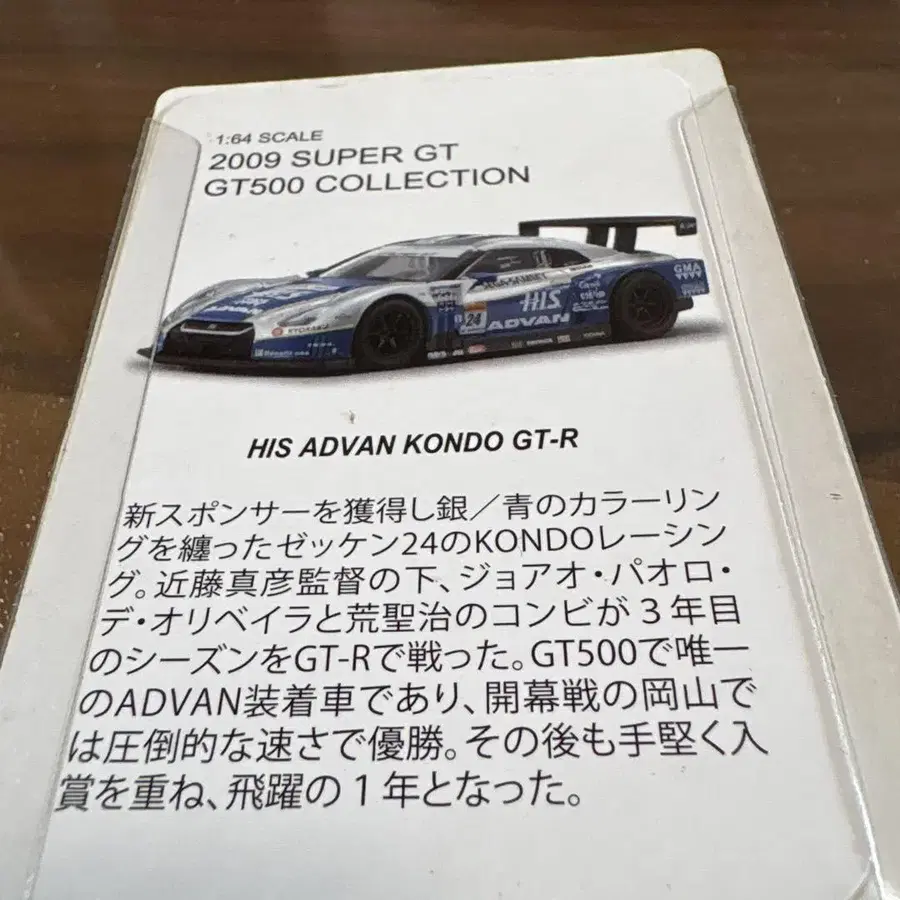 1:64 SCALE
2009 SUPER GT
GT500 COLLECTION
SEGA SAMMY
HIS
24
ADVAN
GMA
HIS ADVAN KONDO GT-R
新スポンサーを獲得し銀／青のカラーリン
グを纏ったゼッケン24のKONDOレーシン
グ。近藤真彦監督の下、ジョアオ・パオロ・
デ・オリベイラと荒聖治のコンビが3年目
のシーズンをGT-Rで戦った。GT500で唯一
のADVAN装着車であり、開幕戦の岡山で
は圧倒的な速さで優勝。その後も手堅く入
賞を重ね、飛躍の1年となった。